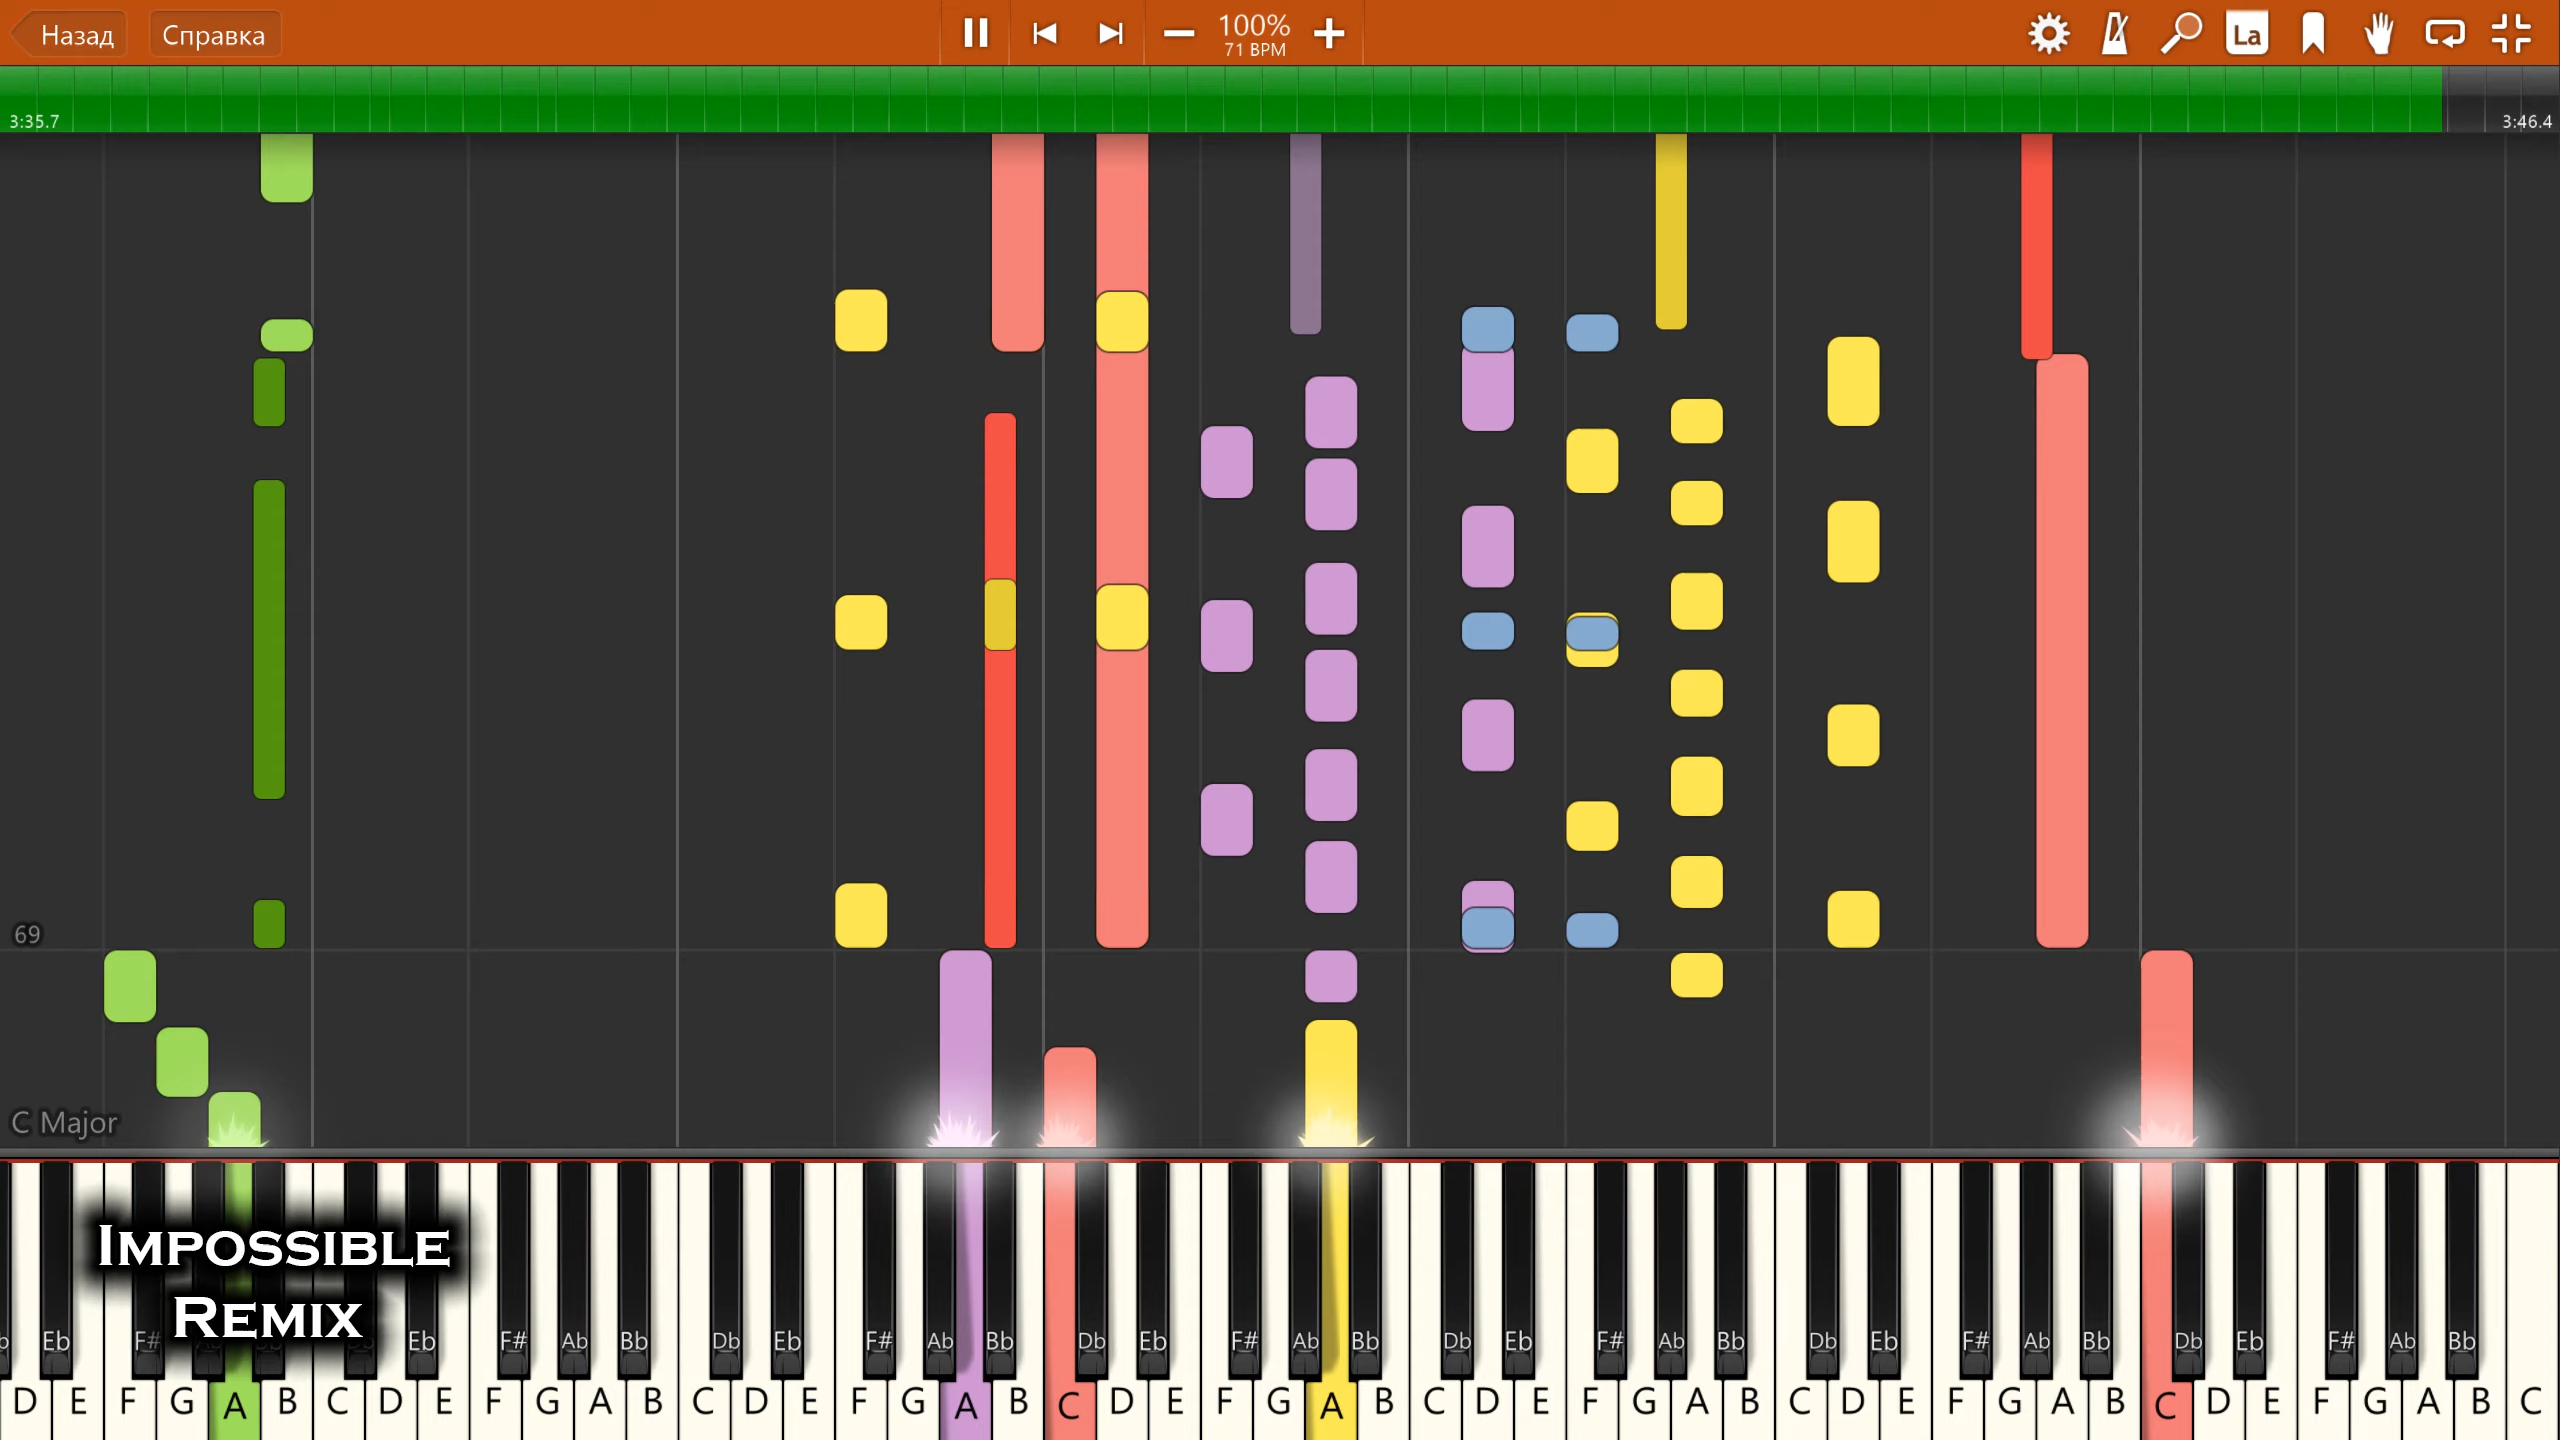 Назад
Справка
100%
71 BPM
La
3:35.7
3:46.4
69
C Major
Impossible
Remix
Eb F# Eb F# Ab Bb Db Eb F# Ab Bb Db Eb F# Ab Bb Db Eb F# Ab Bb Db Eb F# Ab Bb Db Eb F# Ab Bb
D E F G A B C D E F G A B C D E F G A B C D E F G A B C D E F G A B C D E F G A B C D E F G A B C